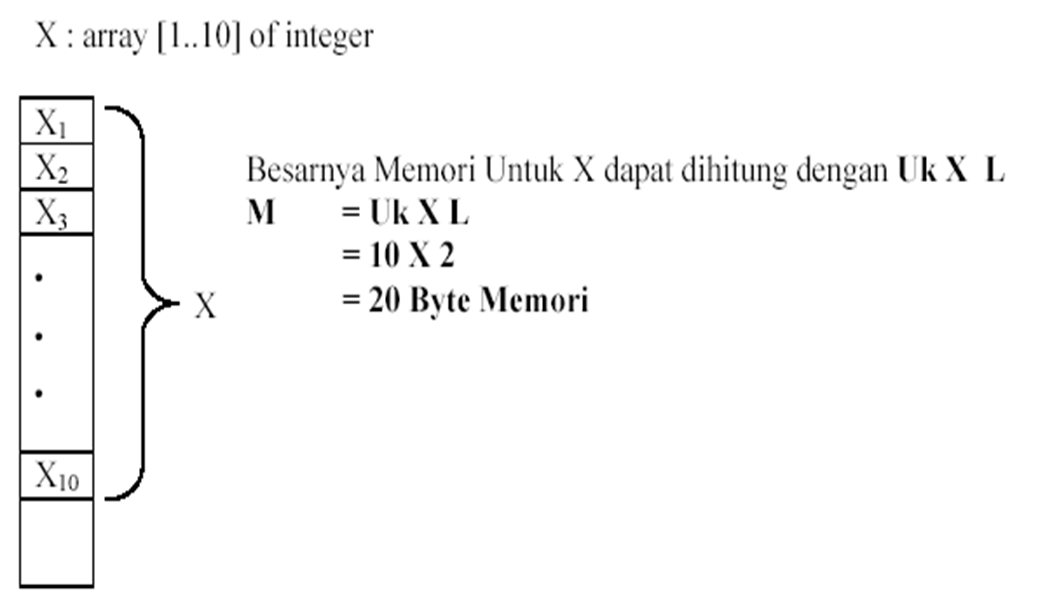 X : array [1..10] of integer
X₁
X₂
X₃
X₁₀
X
Besarnya Memori Untuk X dapat dihitung dengan Uk X L
M = Uk X L
= 10 X 2
= 20 Byte Memori